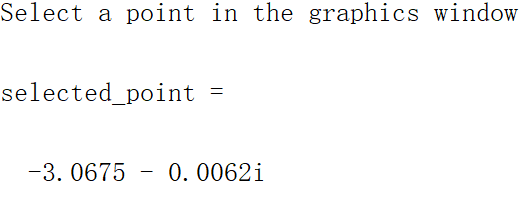 Select a point in the graphics window
selected_point =
-3.0675 - 0.0062i